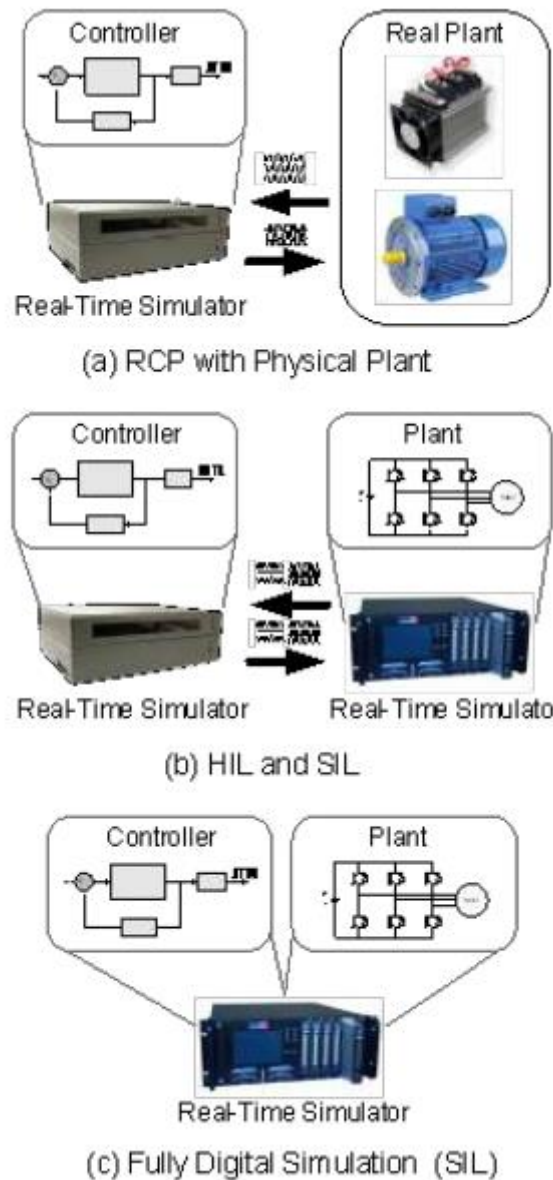 Controller
Real Plant
Real-Time Simulator
(a) RCP with Physical Plant
Controller
Plant
Real-Time Simulator
Real-Time Simulato
(b) HIL and SIL
Controller
Plant
Real-Time Simulator
(c) Fully Digital Simulation (SIL)